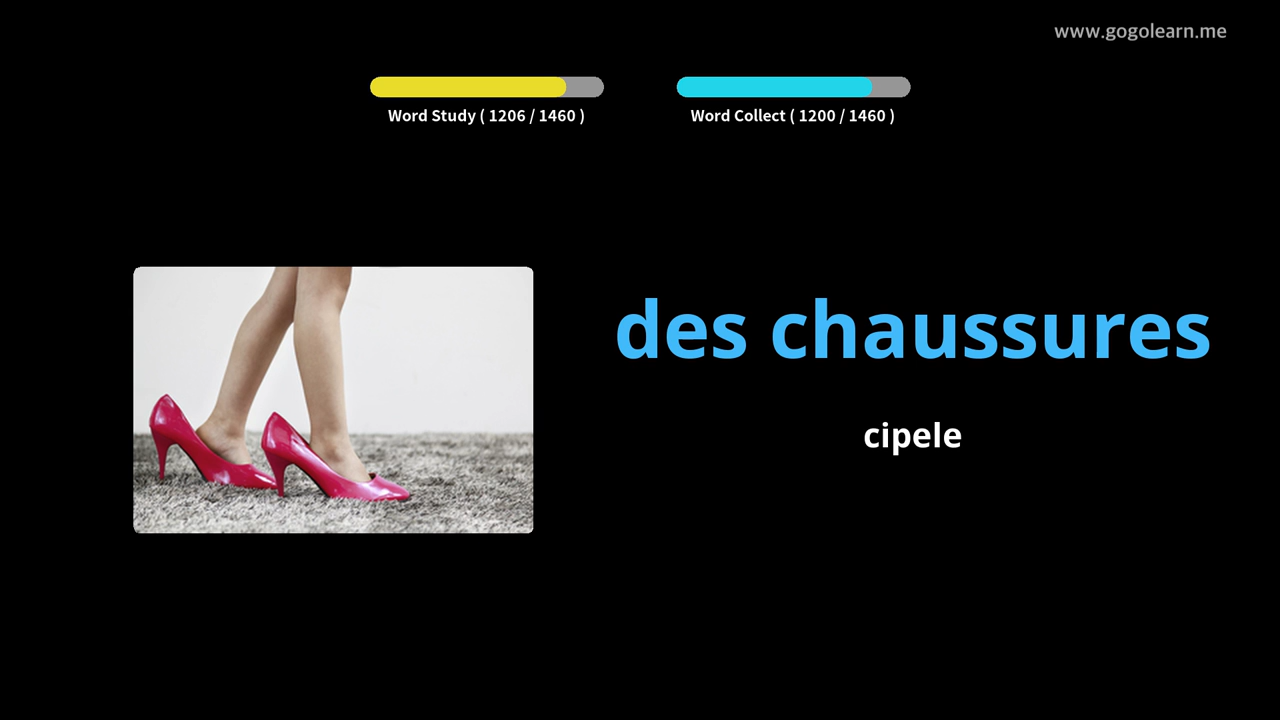 www.gogolearn.me
Word Study ( 1206 / 1460 )
Word Collect ( 1200 / 1460 )
des chaussures
cipele